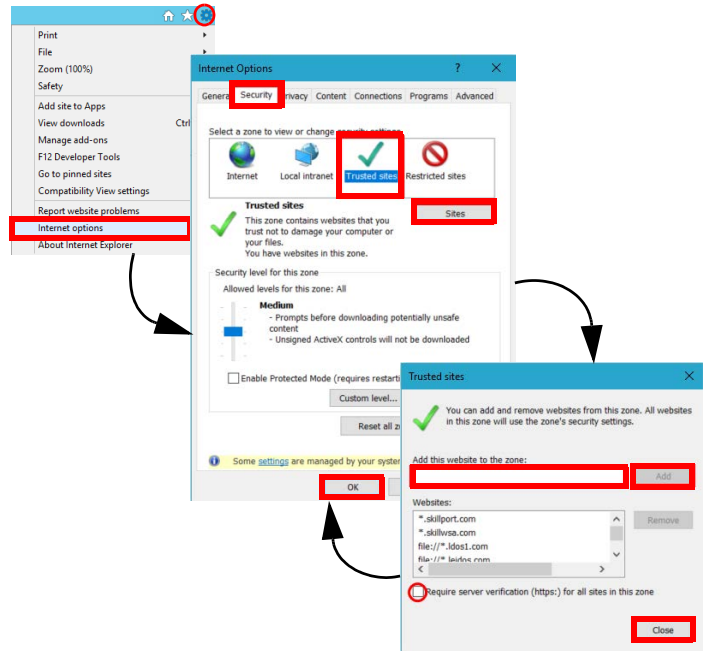 Print
File
Zoom (100%)
Safety
Add site to Apps
View downloads Ctrl
Manage add-ons
F12 Developer Tools
Go to pinned sites
Compatibility View settings
Report website problems
Internet options
About Internet Explorer
Internet Options ? X
General Security Privacy Content Connections Programs Advanced
Select a zone to view or change security settings.
Internet Local intranet Trusted sites Restricted sites
Trusted sites
Sites
This zone contains websites that you
trust not to damage your computer or
your files.
You have websites in this zone.
Security level for this zone
Allowed levels for this zone: All
Medium
- Prompts before downloading potentially unsafe
content
- Unsigned ActiveX controls will not be downloaded
Enable Protected Mode (requires restarti
Custom level...
Reset all z
Some settings are managed by your system
OK
Trusted sites X
You can add and remove websites from this zone. All websites
in this zone will use the zone's security settings.
Add this website to the zone:
Add
Websites:
*.skillport.com
Remove
*.skillwsa.com
file://*.ldos1.com
file://*.leidos.com
Require server verification (https:) for all sites in this zone
Close